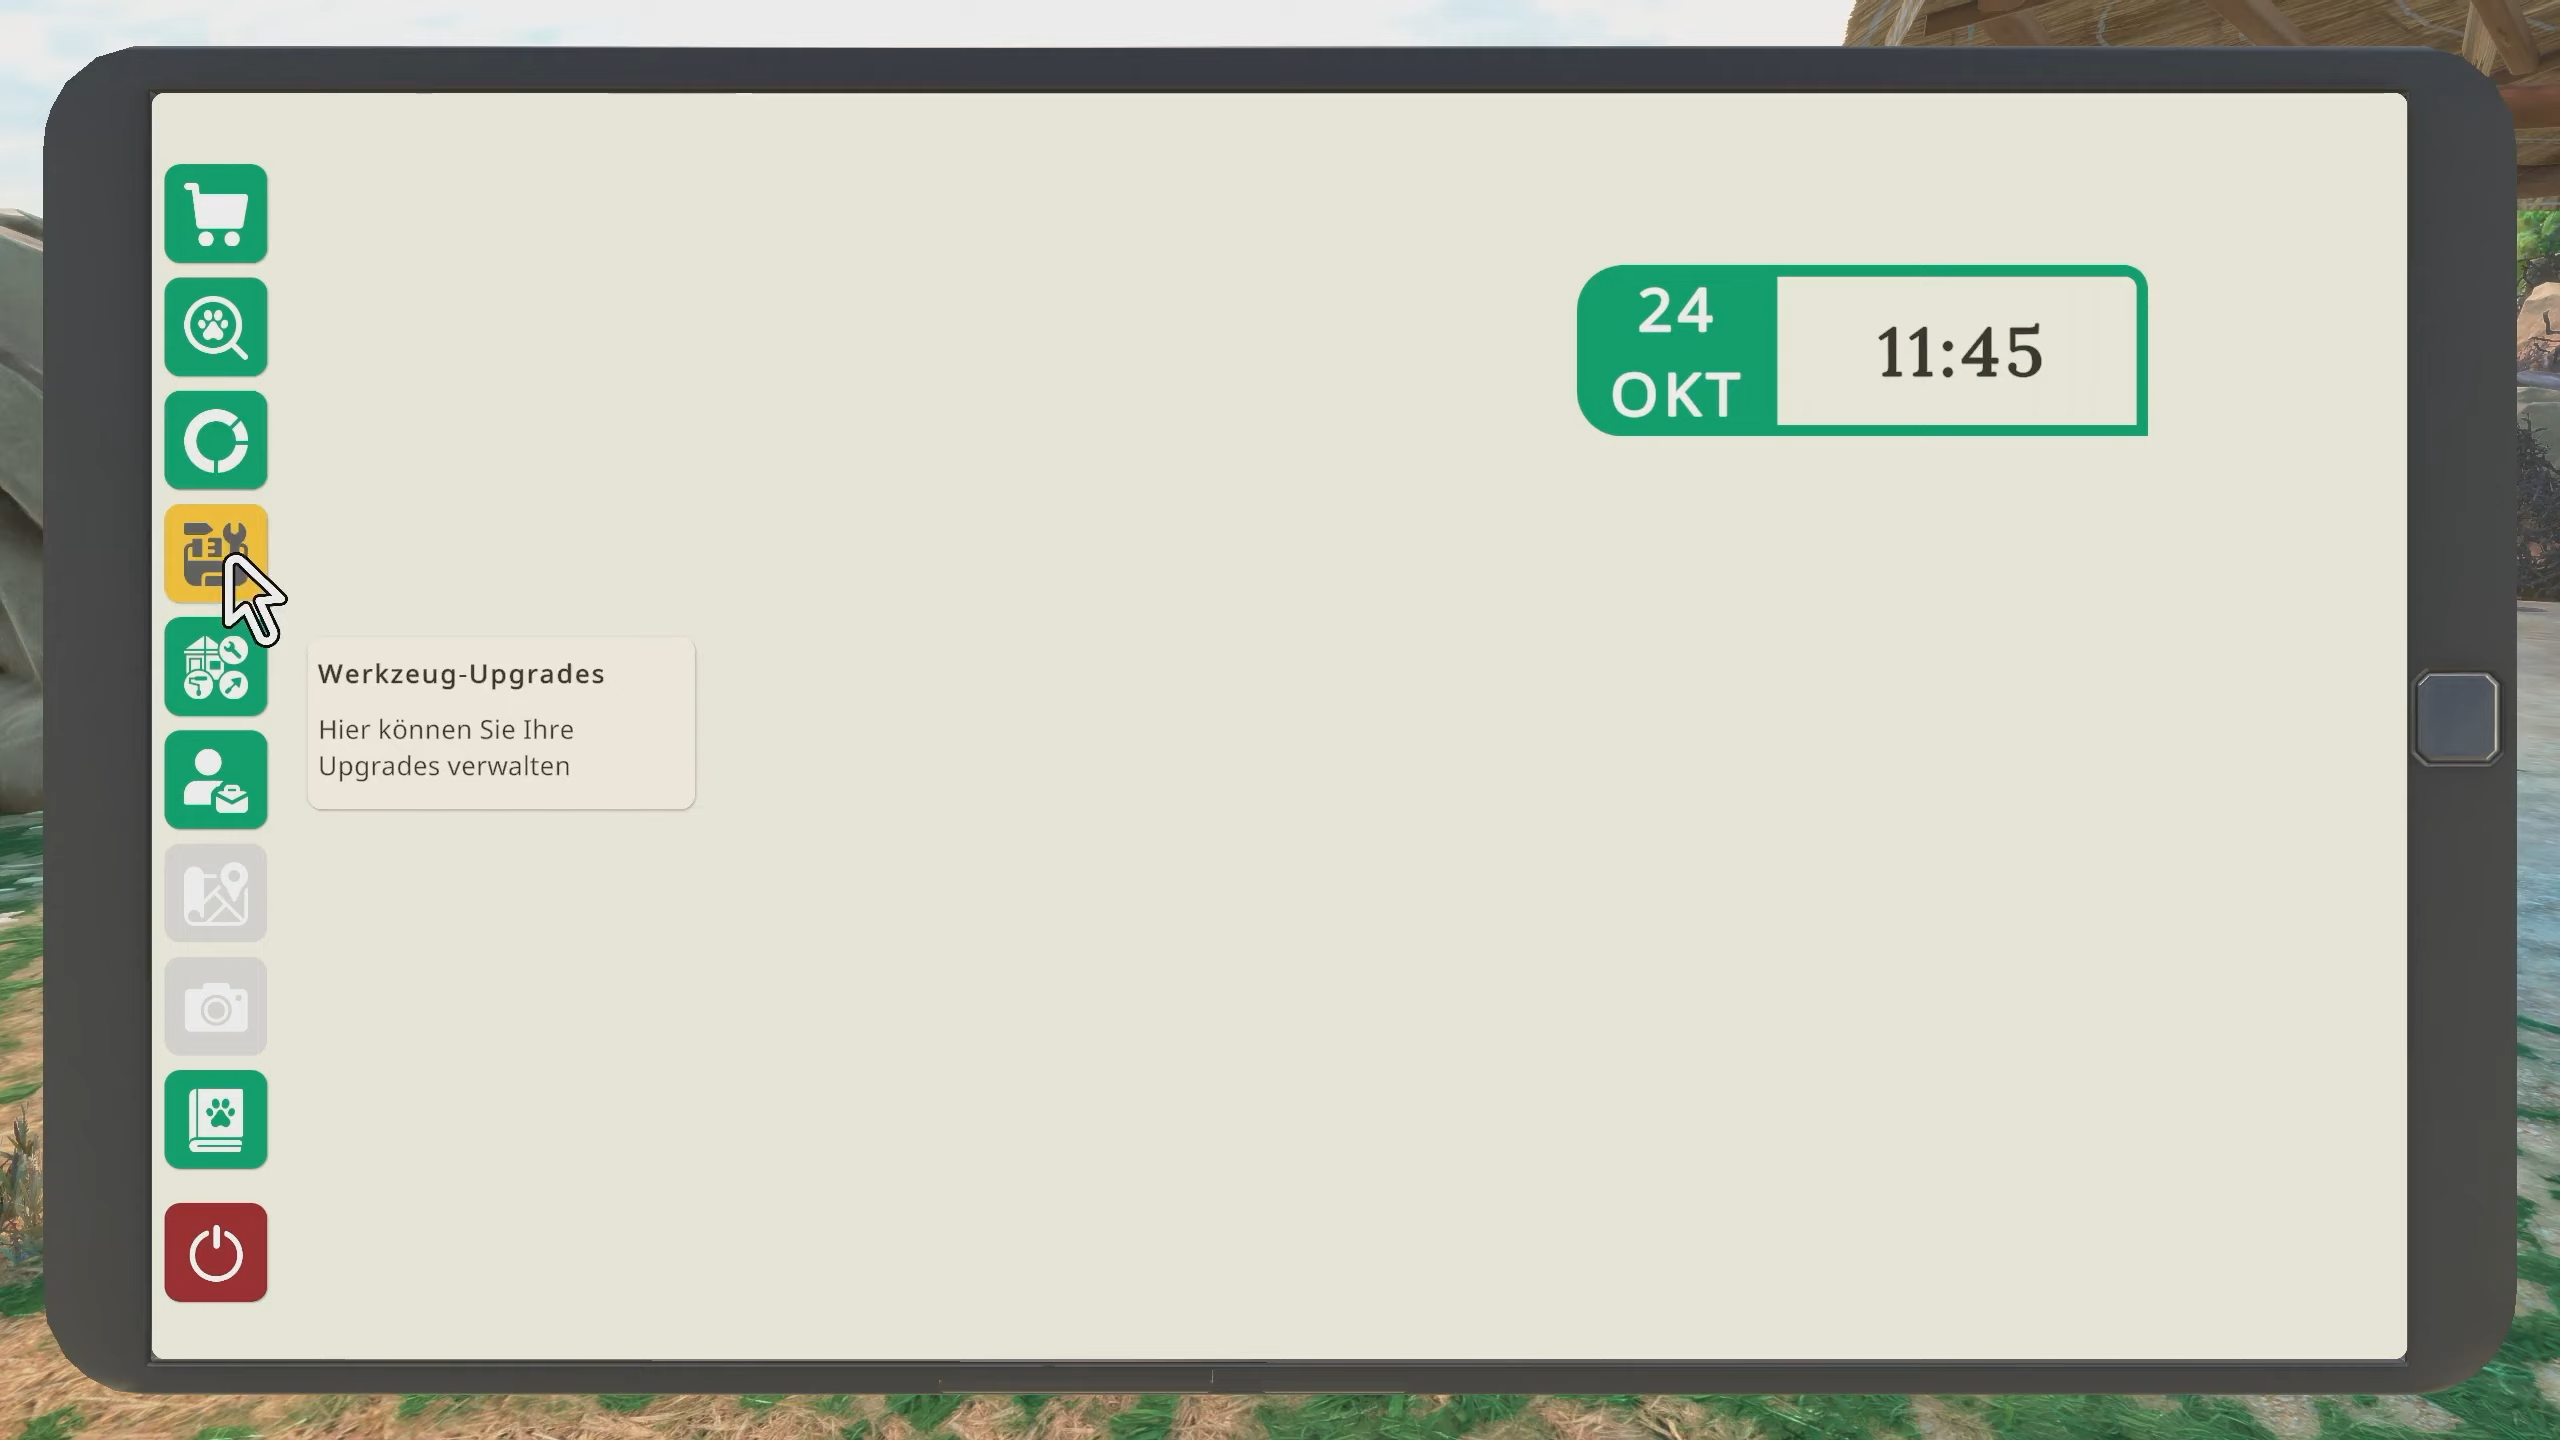 24
OKT
11:45
Werkzeug-Upgrades
Hier können Sie Ihre
Upgrades verwalten